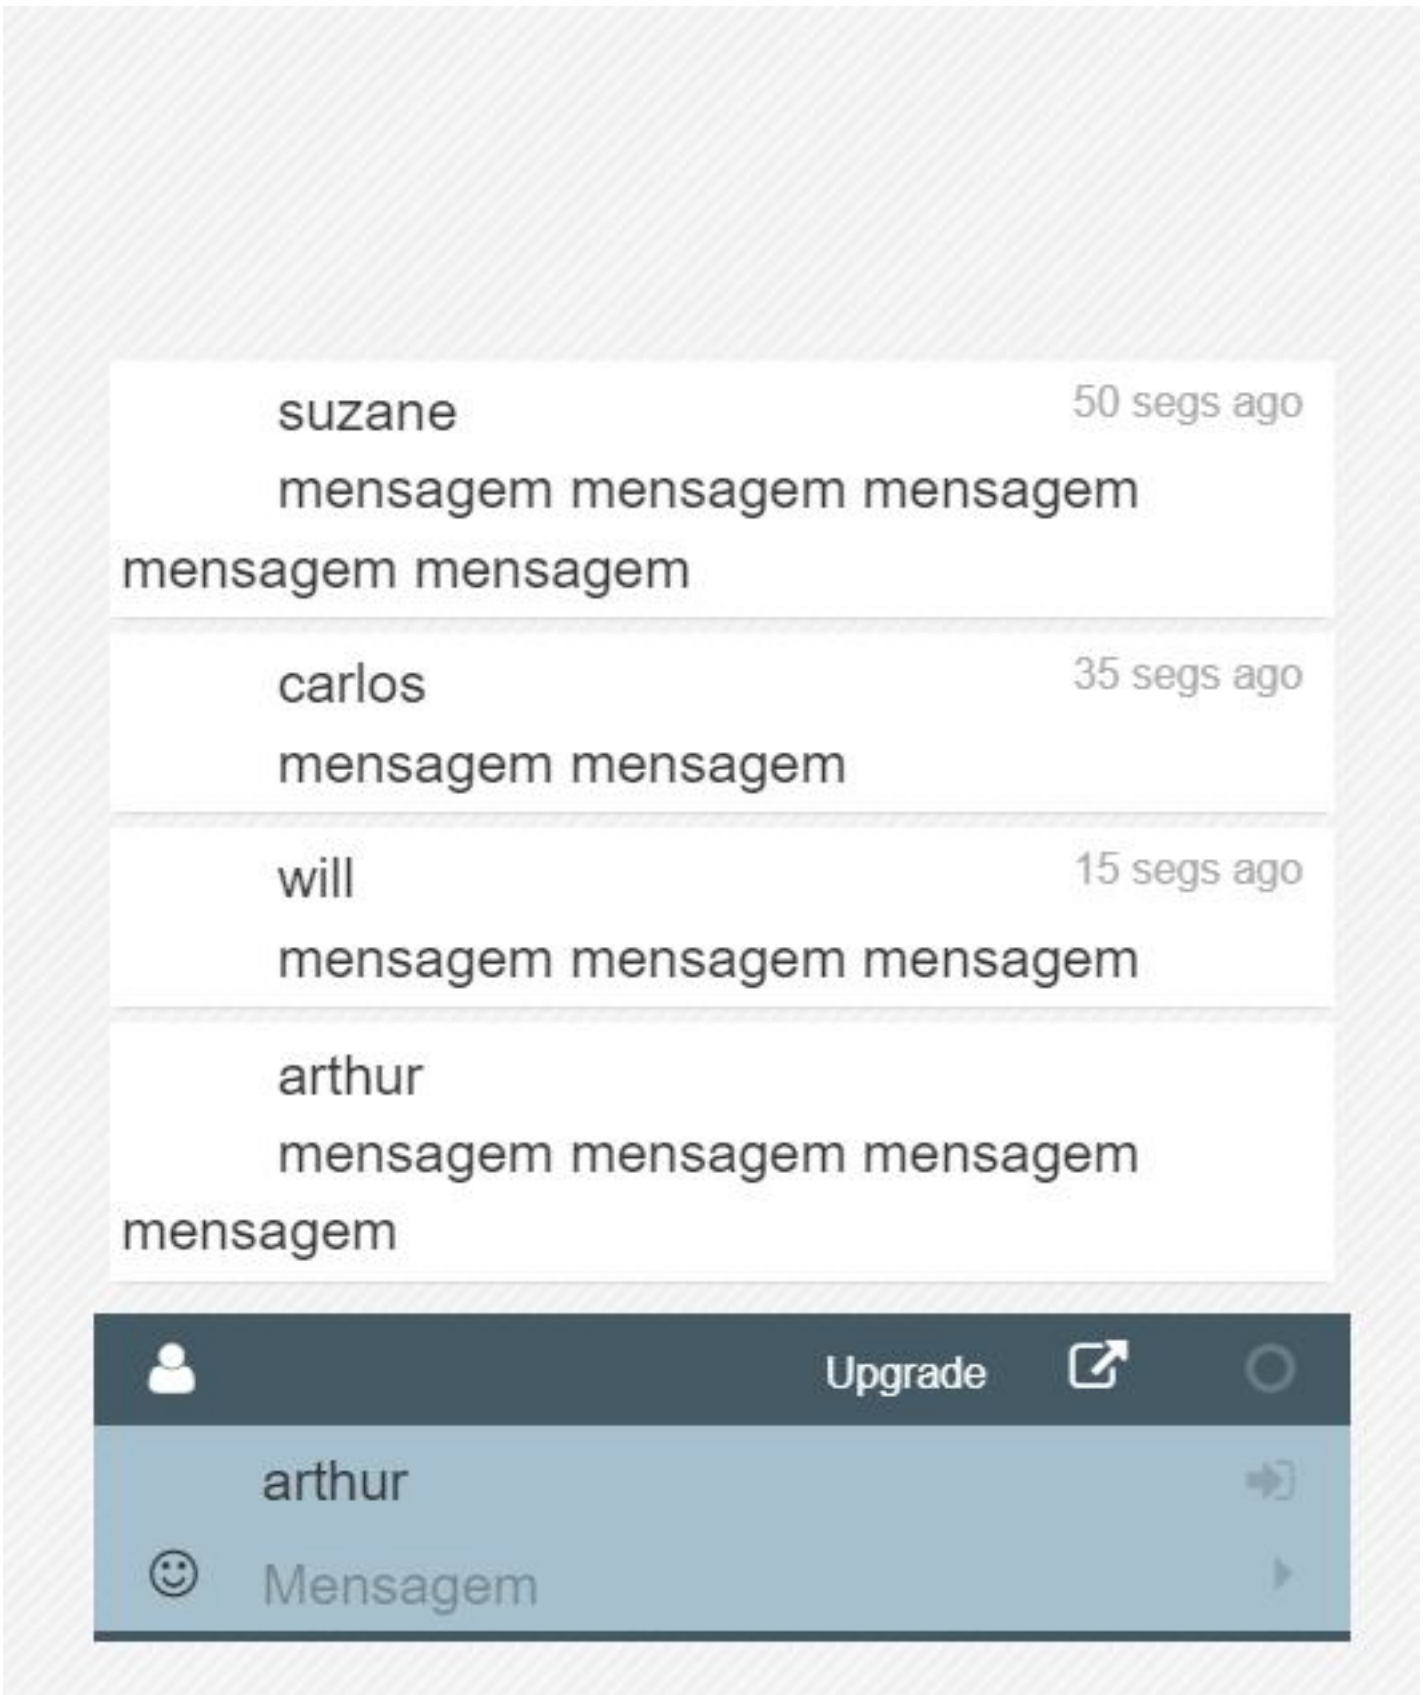 suzane 50 segs ago
mensagem mensagem mensagem
mensagem mensagem
carlos 35 segs ago
mensagem mensagem
will 15 segs ago
mensagem mensagem mensagem
arthur
mensagem mensagem mensagem
mensagem
Upgrade
arthur
Mensagem